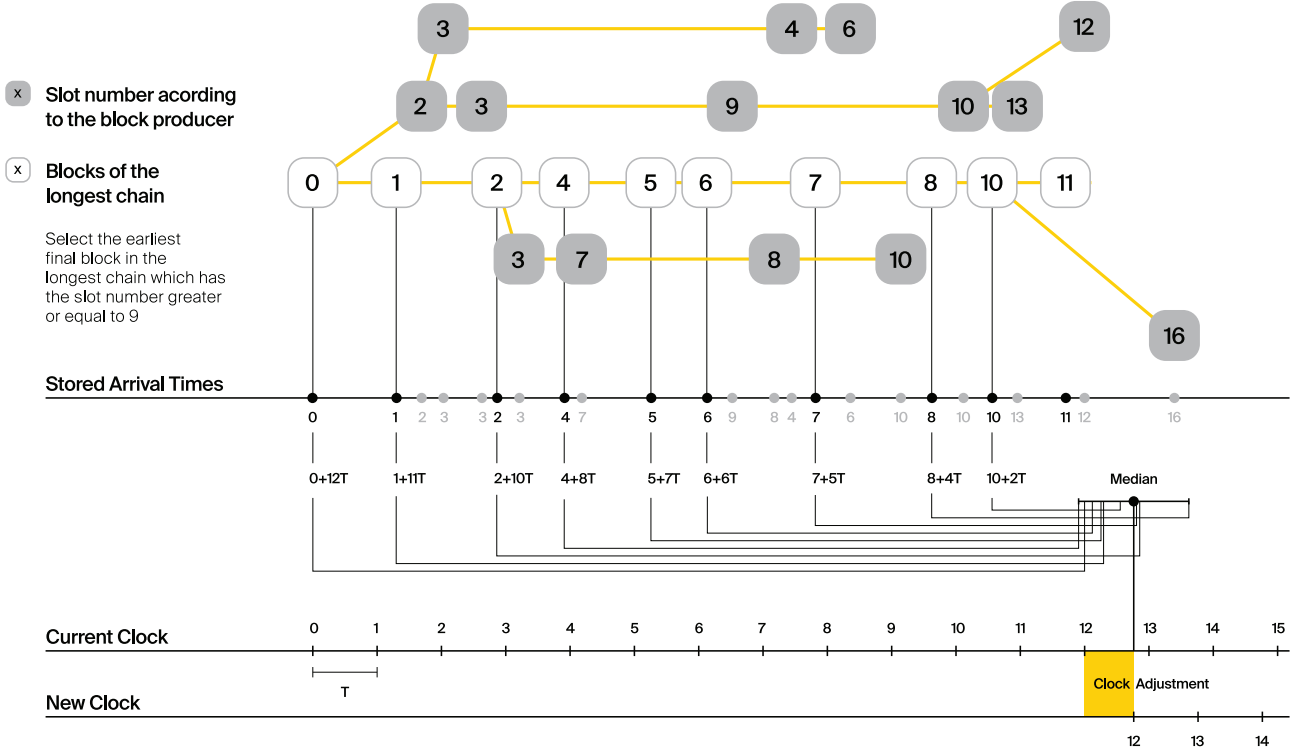 3 4 6 12
x Slot number acording
to the block producer
2 3 9 10 13
x Blocks of the
longest chain
0 1 2 4 5 6 7 8 10 11
Select the earliest
final block in the
longest chain which has
the slot number greater
or equal to 9
3 7 8 10
16
Stored Arrival Times
0 1 2 3 3 2 3 4 7 5 6 9 8 4 7 6 10 8 10 10 13 11 12 16
0+12T 1+11T 2+10T 4+8T 5+7T 6+6T 7+5T 8+4T 10+2T Median
Current Clock 0 1 2 3 4 5 6 7 8 9 10 11 12 13 14 15
T
Clock Adjustment
New Clock
12 13 14